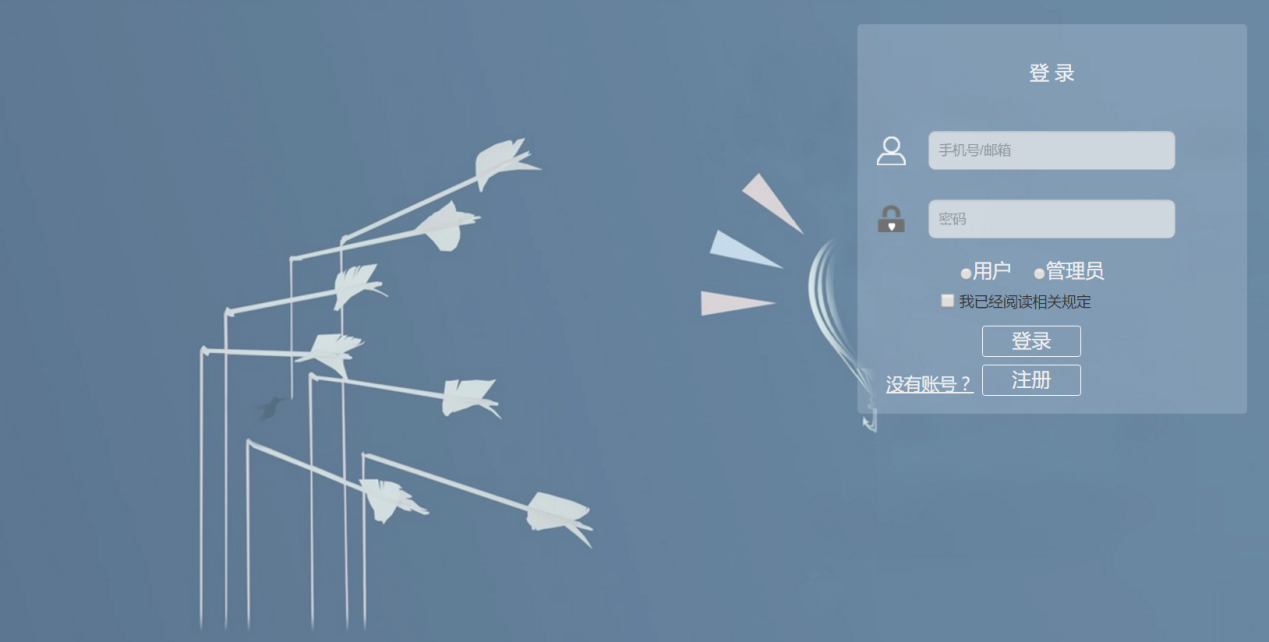 登 录
手机号/邮箱
密码
用户 管理员
我已经阅读相关规定
登录
没有账号？ 注册